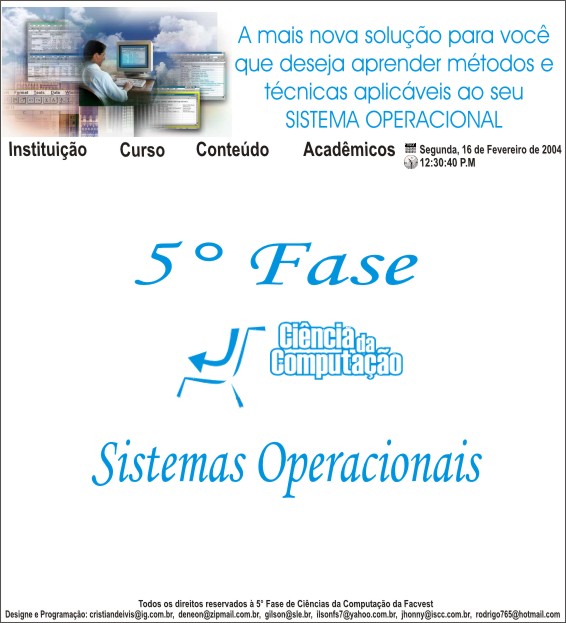 A mais nova solução para você
que deseja aprender métodos e
técnicas aplicáveis ao seu
SISTEMA OPERACIONAL
Instituição Curso Conteúdo Acadêmicos Segunda, 16 de Fevereiro de 2004
12:30:40 P.M
5° Fase
Ciência da
Computação
Sistemas Operacionais
Todos os direitos reservados à 5° Fase de Ciências da Computação da Facvest
Designe e Programação: cristiandeivis@ig.com.br, deneon@zipmail.com.br, gilson@sle.br, ilsonfs7@yahoo.com.br, jhonny@iscc.com.br, rodrigo765@hotmail.com